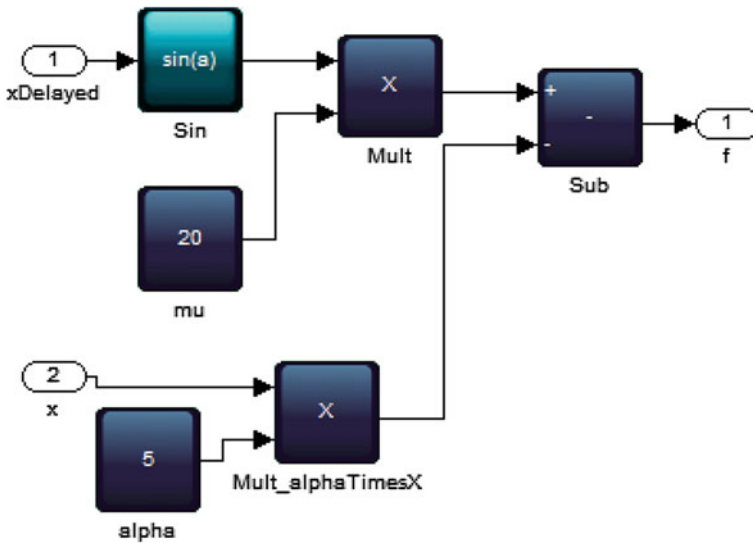 1
xDelayed
sin(a)
Sin
X
Mult
+
-
-
Sub
1
f
20
mu
2
x
5
alpha
X
Mult_alphaTimesX